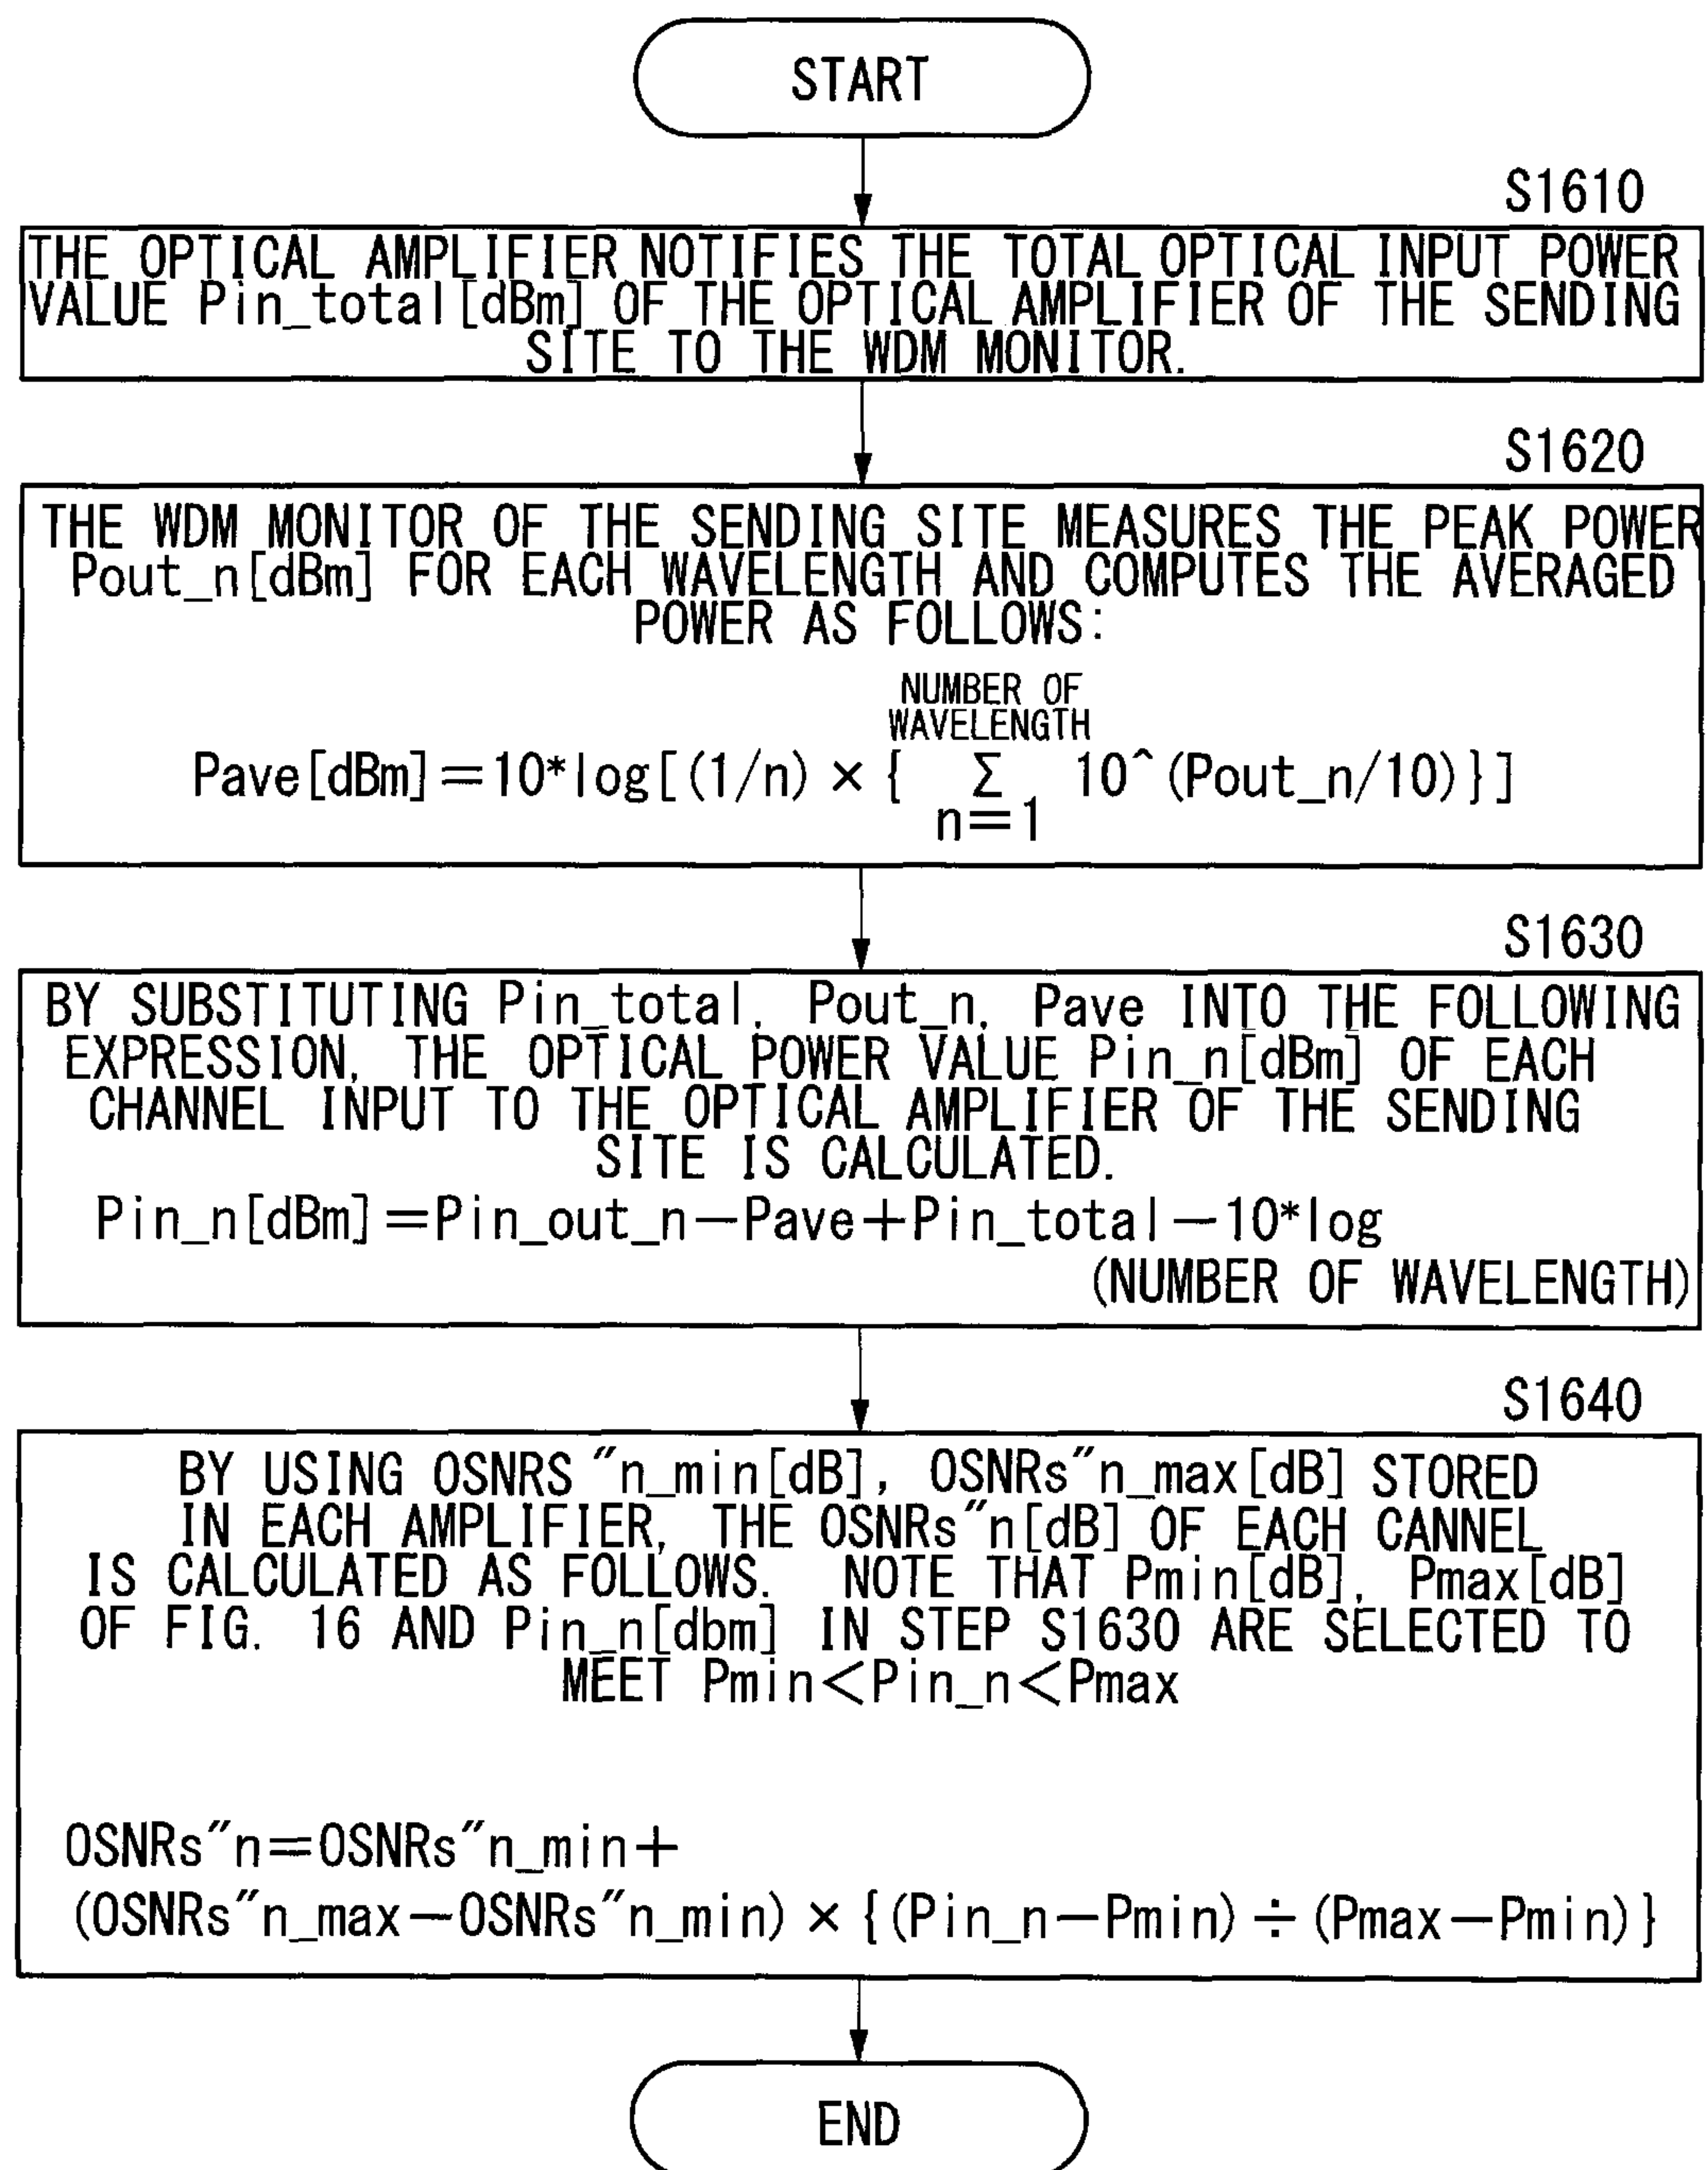 START
S1610
THE OPTICAL AMPLIFIER NOTIFIES THE TOTAL OPTICAL INPUT POWER
VALUE Pin_total[dBm] OF THE OPTICAL AMPLIFIER OF THE SENDING
SITE TO THE WDM MONITOR.
S1620
THE WDM MONITOR OF THE SENDING SITE MEASURES THE PEAK POWER
Pout_n[dBm] FOR EACH WAVELENGTH AND COMPUTES THE AVERAGED
POWER AS FOLLOWS:
NUMBER OF
WAVELENGTH
Pave[dBm]=10*log[(1/n)×{ Σ 10^(Pout_n/10)}]
n=1
S1630
BY SUBSTITUTING Pin_total, Pout_n, Pave INTO THE FOLLOWING
EXPRESSION, THE OPTICAL POWER VALUE Pin_n[dBm] OF EACH
CHANNEL INPUT TO THE OPTICAL AMPLIFIER OF THE SENDING
SITE IS CALCULATED.
Pin_n[dBm]=Pin_out_n-Pave+Pin_total-10*log
(NUMBER OF WAVELENGTH)
S1640
BY USING OSNRS "n_min[dB], OSNRs"n_max[dB] STORED
IN EACH AMPLIFIER, THE OSNRs"n[dB] OF EACH CANNEL
IS CALCULATED AS FOLLOWS. NOTE THAT Pmin[dB], Pmax[dB]
OF FIG. 16 AND Pin_n[dbm] IN STEP S1630 ARE SELECTED TO
MEET Pmin<Pin_n<Pmax
OSNRs"n=OSNRs"n_min+
(OSNRs"n_max-OSNRs"n_min)×{(Pin_n-Pmin)÷(Pmax-Pmin)}
END